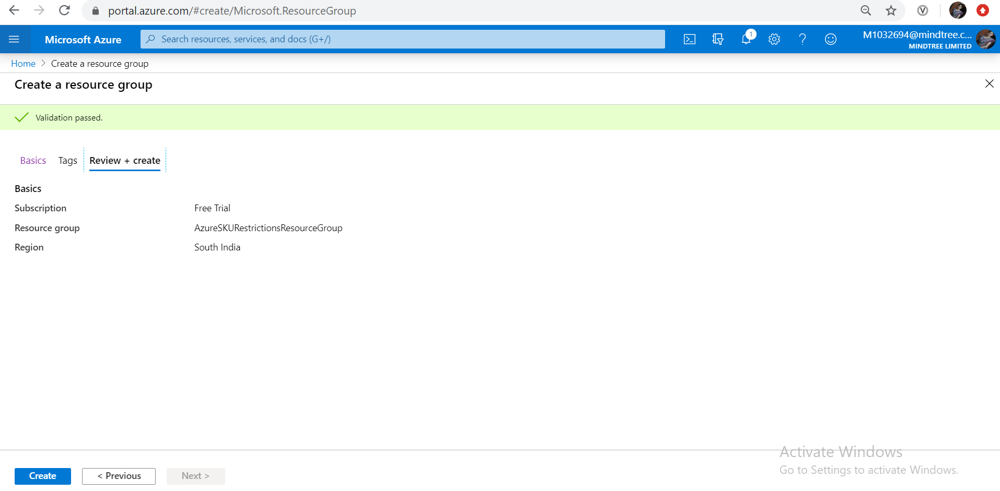 portal.azure.com/#create/Microsoft.ResourceGroup
Microsoft Azure
Search resources, services, and docs (G+/)
1
M1032694@mindtree.c...
MINDTREE LIMITED
Home > Create a resource group
Create a resource group
Validation passed.
Basics Tags Review + create
Basics
Subscription Free Trial
Resource group AzureSKURestrictionsResourceGroup
Region South India
Activate Windows
Go to Settings to activate Windows.
Create < Previous Next >